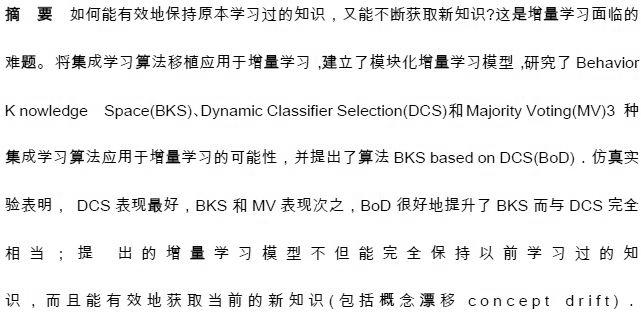 摘 要 如何能有效地保持原本学习过的知识，又能不断获取新知识?这是增量学习面临的
难题。将集成学习算法移植应用于增量学习 ,建立了模块化增量学习模型 ,研究了 Behavior
K nowledge Space(BKS)、Dynamic Classifier Selection(DCS)和 Majority Voting(MV)3 种
集成学习算法应用于增量学习的可能性，并提出了算法 BKS based on DCS(BoD)．仿真实
验表明， DCS 表现最好，BKS 和 MV 表现次之，BoD 很好地提升了 BKS 而与 DCS 完全
相当；提 出的增量学习模型不但能完全保持以前学习过的知
识，而且能有效地获取当前的新知识(包括概念漂移 concept drift)．